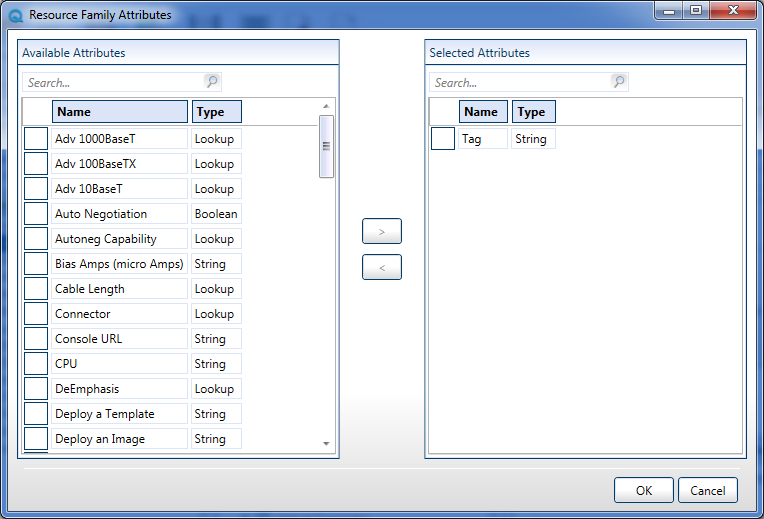 Resource Family Attributes
Available Attributes
Search...
Name Type
Adv 1000BaseT Lookup
Adv 100BaseTX Lookup
Adv 10BaseT Lookup
Auto Negotiation Boolean
Autoneg Capability Lookup
Bias Amps (micro Amps) String
Cable Length Lookup
Connector Lookup
Console URL String
CPU String
DeEmphasis Lookup
Deploy a Template String
Deploy an Image String
>
<
Selected Attributes
Search...
Name Type
Tag String
OK Cancel